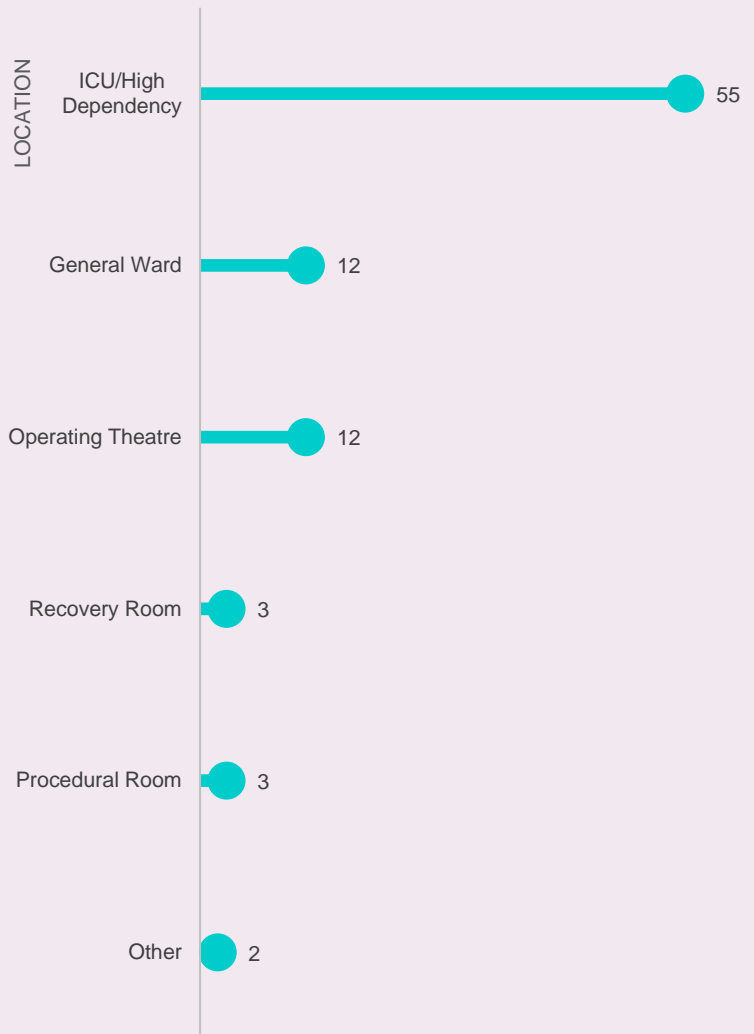 LOCATION
ICU/High
Dependency
55
General Ward
12
Operating Theatre
12
Recovery Room
3
Procedural Room
3
Other
2